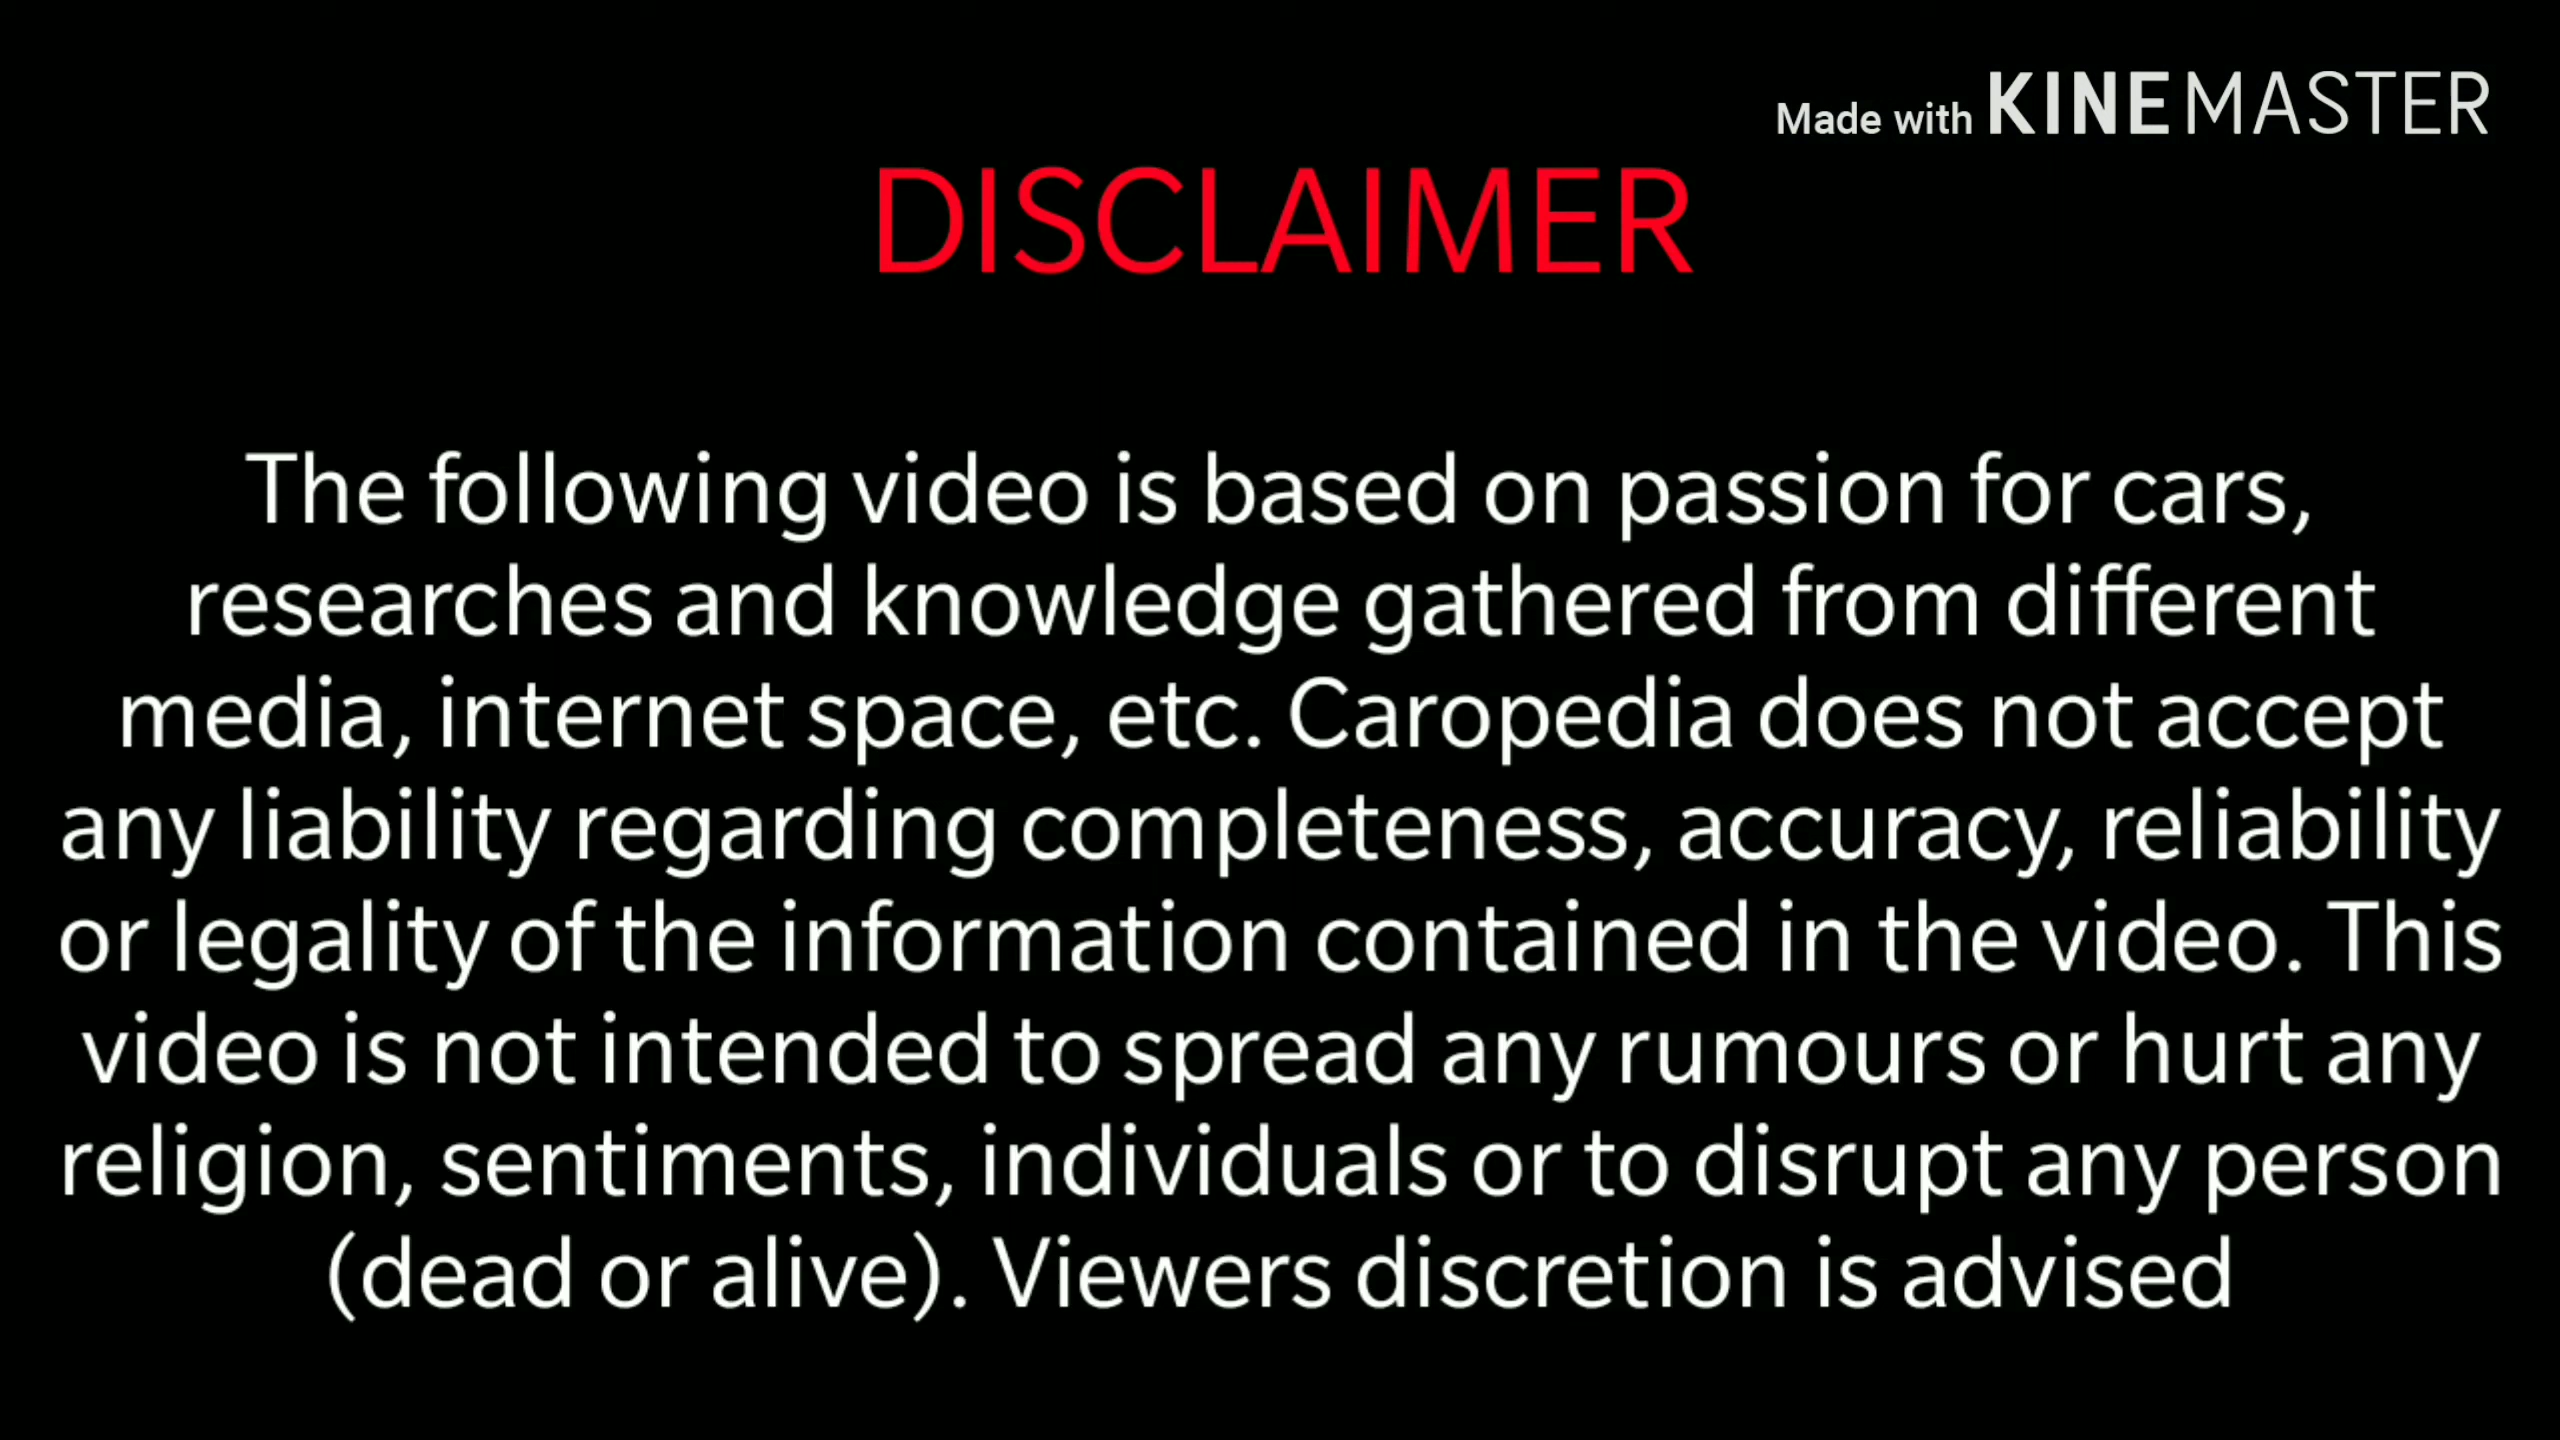 Made with KINEMASTER
DISCLAIMER
The following video is based on passion for cars,
researches and knowledge gathered from different
media, internet space, etc. Caropedia does not accept
any liability regarding completeness, accuracy, reliability
or legality of the information contained in the video. This
video is not intended to spread any rumours or hurt any
religion, sentiments, individuals or to disrupt any person
(dead or alive). Viewers discretion is advised